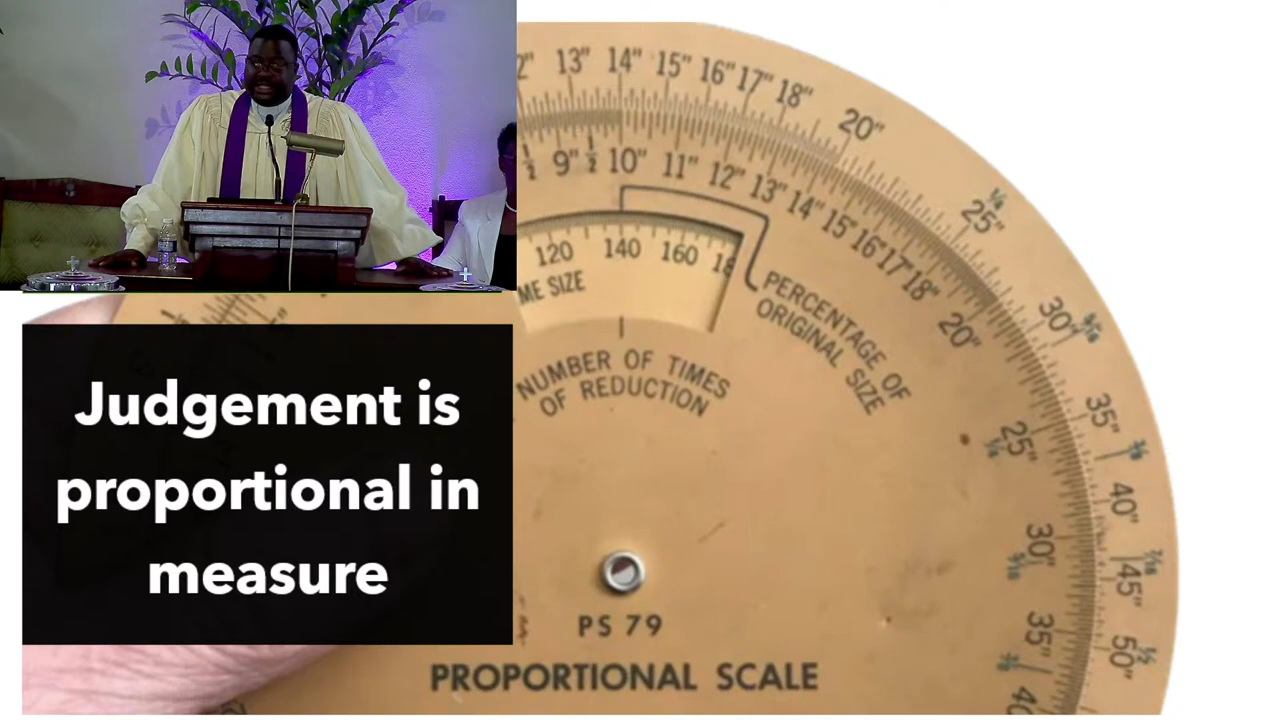 Judgement is
proportional in
measure
13" 14" 15" 16" 17" 18" 20" 25" 30" 35" 40" 45" 50"
9" 10" 11" 12" 13" 14" 15" 16" 17" 18" 20" 25" 30" 35" 40
120 140 160
ME SIZE
PERCENTAGE OF
ORIGINAL SIZE
NUMBER OF TIMES
OF REDUCTION
PS 79
PROPORTIONAL SCALE